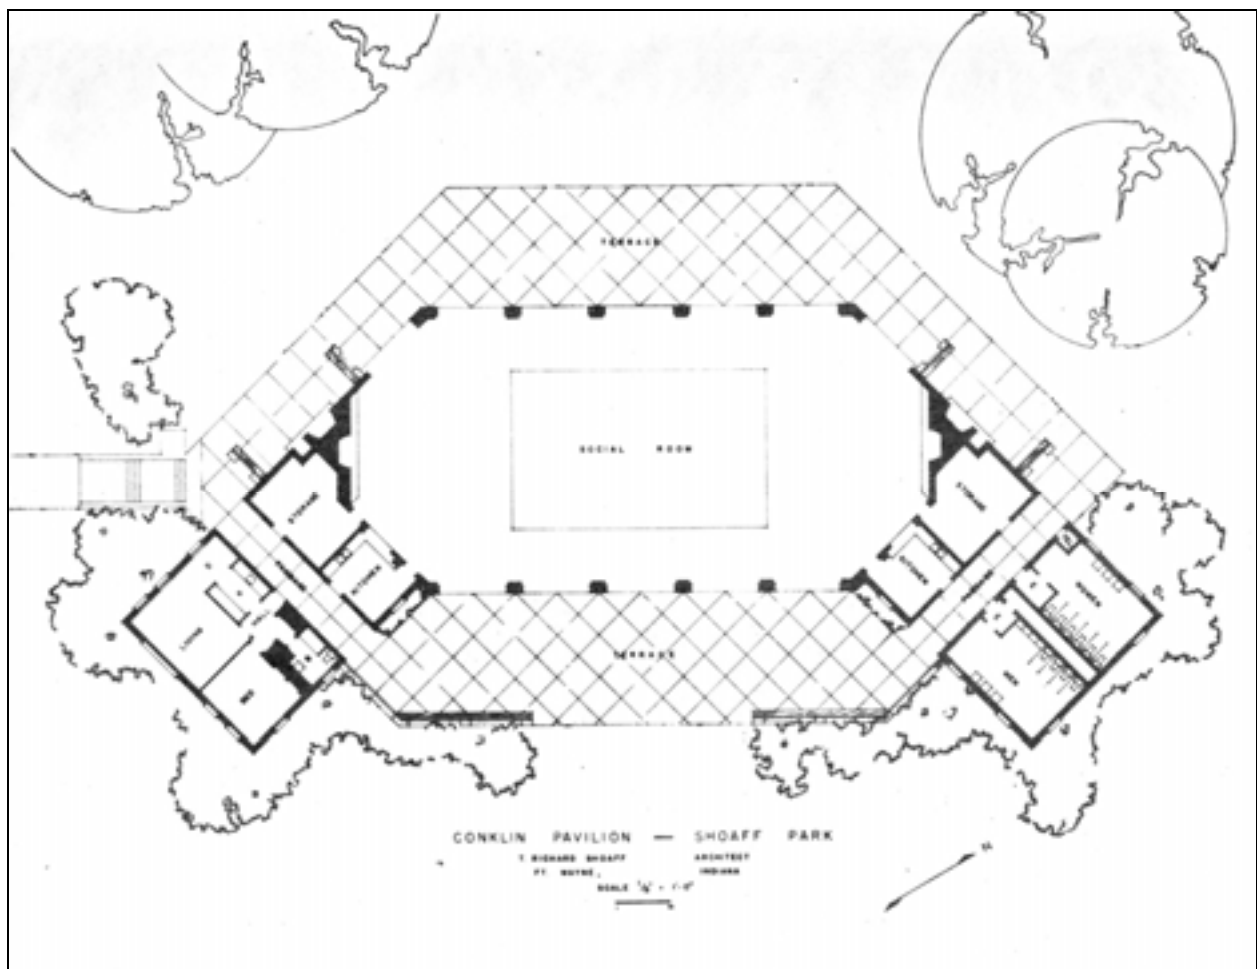 TERRACE
SOCIAL ROOM
STORAGE
STORAGE
KITCHEN
KITCHEN
WOMEN
LIVING
TERRACE
MEN
BED
CONKLIN PAVILION — SHOAFF PARK
T. RICHARD SHOAFF ARCHITECT
FT. WAYNE, INDIANA
N